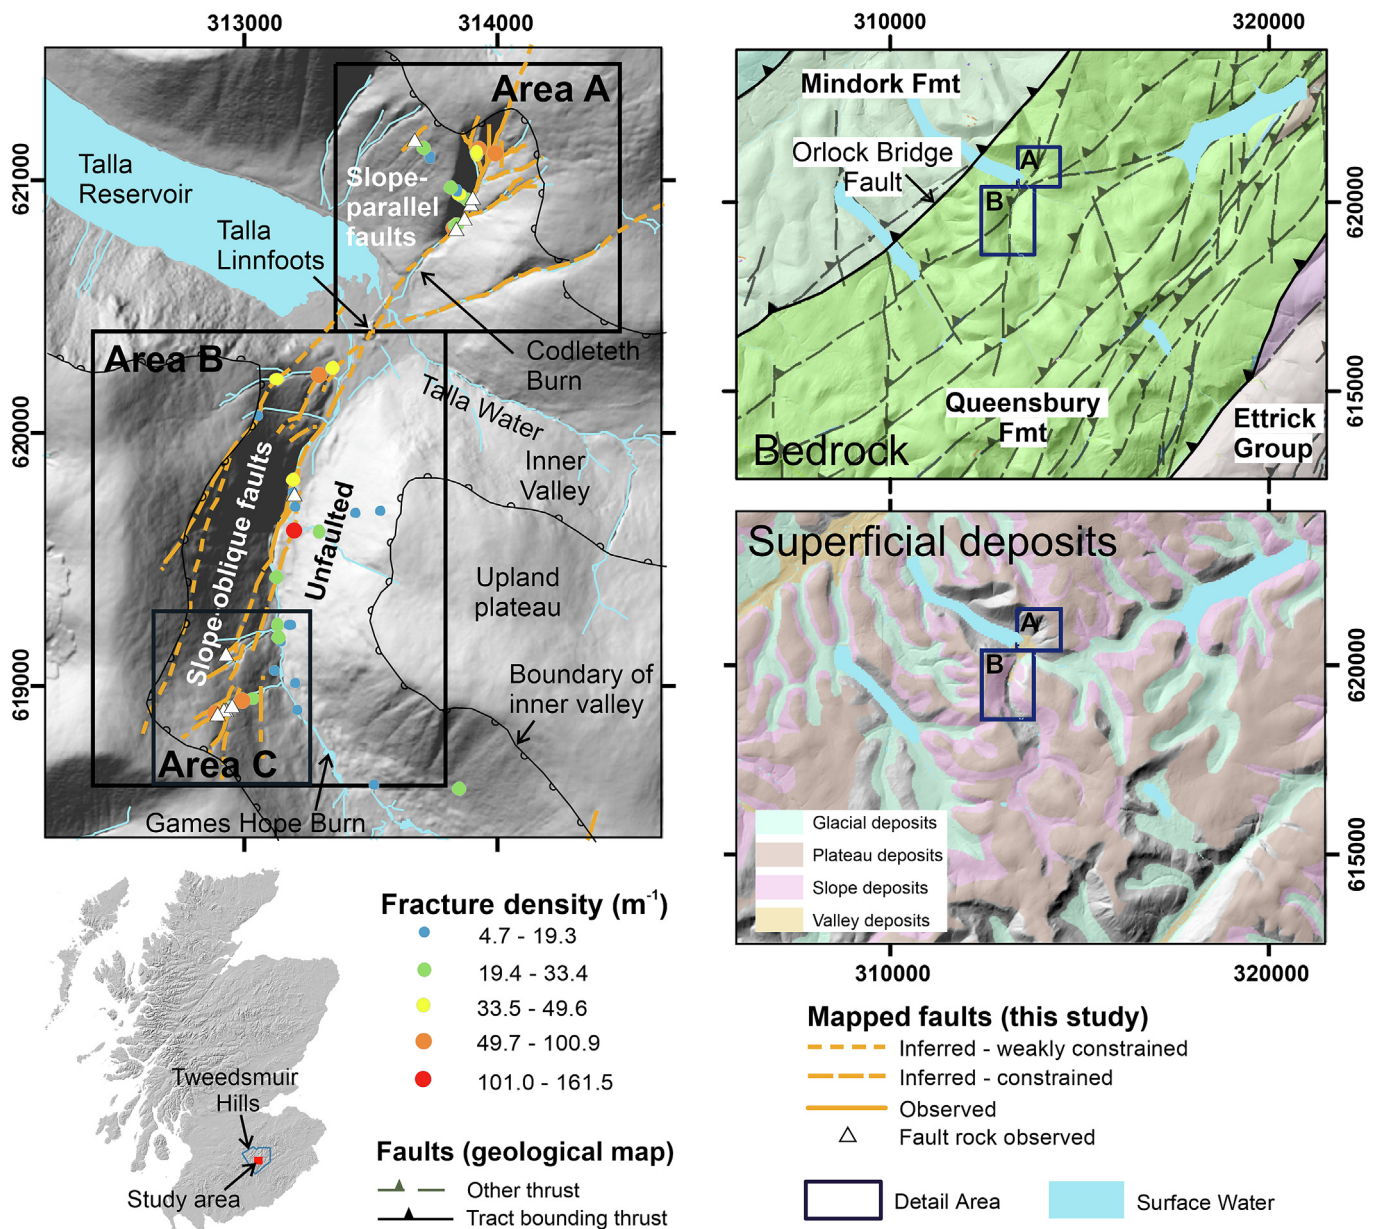 313000
314000
621000
620000
619000
Area A
Talla
Reservoir
Slope-
parallel
faults
Talla
Linnfoots
Area B
Codleteth
Burn
Talla Water
Inner
Valley
Slope-oblique faults
Unfaulted
Upland
plateau
Boundary of
inner valley
Area C
Games Hope Burn
310000
320000
Mindork Fmt
Orlock Bridge
Fault
A
B
620000
Queensbury
Fmt
615000
Ettrick
Group
Bedrock
Superficial deposits
A
B
620000
Glacial deposits
Plateau deposits
Slope deposits
Valley deposits
615000
310000
320000
Tweedsmuir
Hills
Study area
Fracture density (m⁻¹)
4.7 - 19.3
19.4 - 33.4
33.5 - 49.6
49.7 - 100.9
101.0 - 161.5
Faults (geological map)
Other thrust
Tract bounding thrust
Mapped faults (this study)
Inferred - weakly constrained
Inferred - constrained
Observed
Fault rock observed
Detail Area
Surface Water